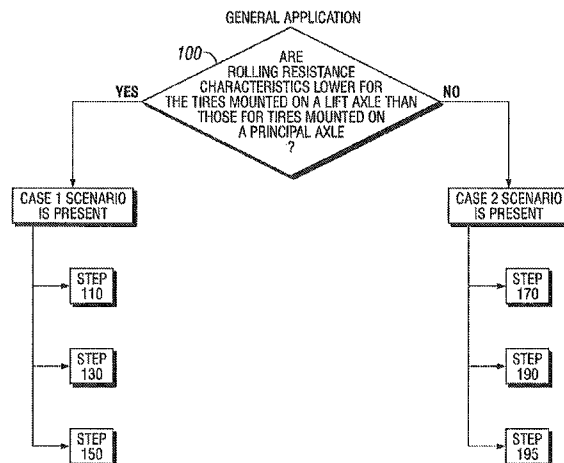 GENERAL APPLICATION
100
ARE
ROLLING RESISTANCE
CHARACTERISTICS LOWER FOR
THE TIRES MOUNTED ON A LIFT AXLE THAN
THOSE FOR TIRES MOUNTED ON
A PRINCIPAL AXLE
?
YES
NO
CASE 1 SCENARIO
IS PRESENT
STEP
110
STEP
130
STEP
150
CASE 2 SCENARIO
IS PRESENT
STEP
170
STEP
190
STEP
195